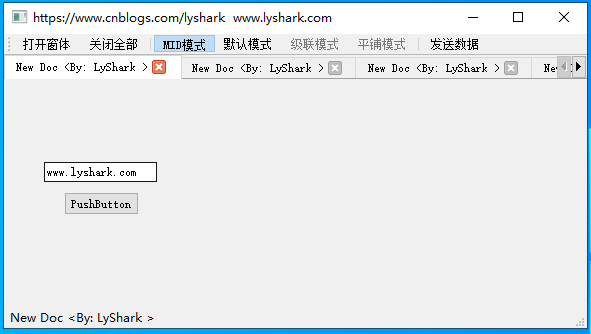 https://www.cnblogs.com/lyshark www.lyshark.com
打开窗体 关闭全部 MID模式 默认模式 级联模式 平铺模式 发送数据
New Doc <By: LyShark > New Doc <By: LyShark > New Doc <By: LyShark >
www.lyshark.com
PushButton
New Doc <By: LyShark >